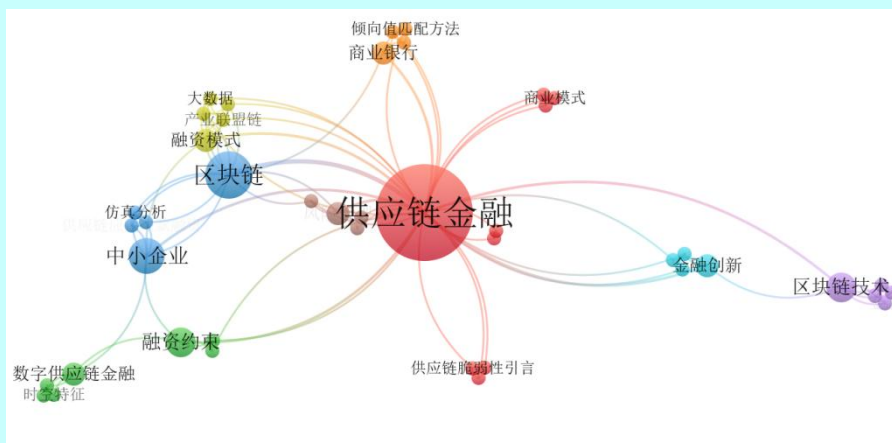 倾向值匹配方法
商业银行
大数据
商业模式
产业联盟链
融资模式
区块链
供应链金融
仿真分析
中小企业
金融创新
区块链技术
融资约束
供应链脆弱性引言
数字供应链金融
时空特征